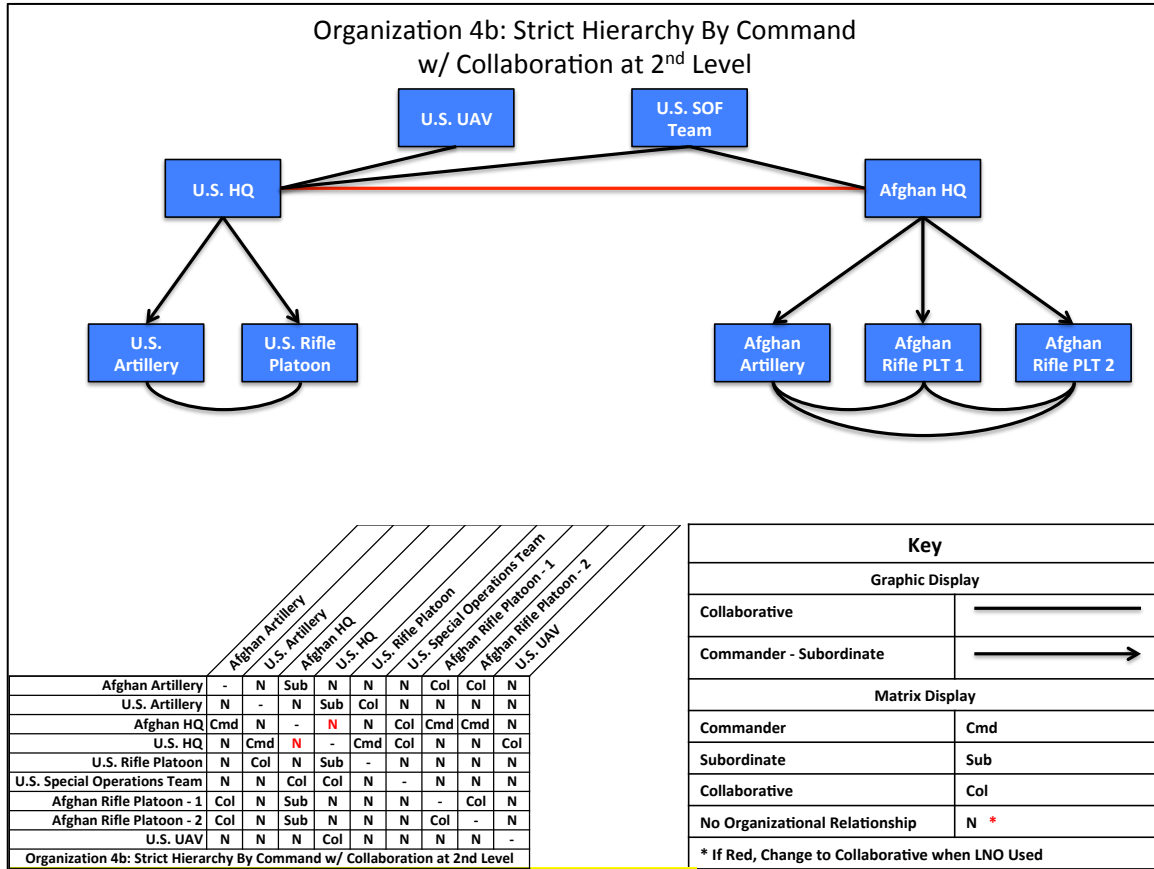 Organization 4b: Strict Hierarchy By Command
w/ Collaboration at 2nd Level
U.S. UAV
U.S. SOF
Team
U.S. HQ
Afghan HQ
U.S.
Artillery
U.S. Rifle
Platoon
Afghan
Artillery
Afghan
Rifle PLT 1
Afghan
Rifle PLT 2
Afghan Artillery
U.S. Artillery
Afghan HQ
U.S. HQ
U.S. Rifle Platoon
U.S. Special Operations Team
Afghan Rifle Platoon - 1
Afghan Rifle Platoon - 2
U.S. UAV
Afghan Artillery - N Sub N N N Col Col N
U.S. Artillery N - N Sub Col N N N N
Afghan HQ Cmd N - N N Col Cmd Cmd N
U.S. HQ N Cmd N - Cmd Col N N Col
U.S. Rifle Platoon N Col N Sub - N N N N
U.S. Special Operations Team N N Col Col N - N N N
Afghan Rifle Platoon - 1 Col N Sub N N N - Col N
Afghan Rifle Platoon - 2 Col N Sub N N N Col - N
U.S. UAV N N N Col N N N N -
Organization 4b: Strict Hierarchy By Command w/ Collaboration at 2nd Level
Key
Graphic Display
Collaborative
Commander - Subordinate
Matrix Display
Commander Cmd
Subordinate Sub
Collaborative Col
No Organizational Relationship N *
* If Red, Change to Collaborative when LNO Used